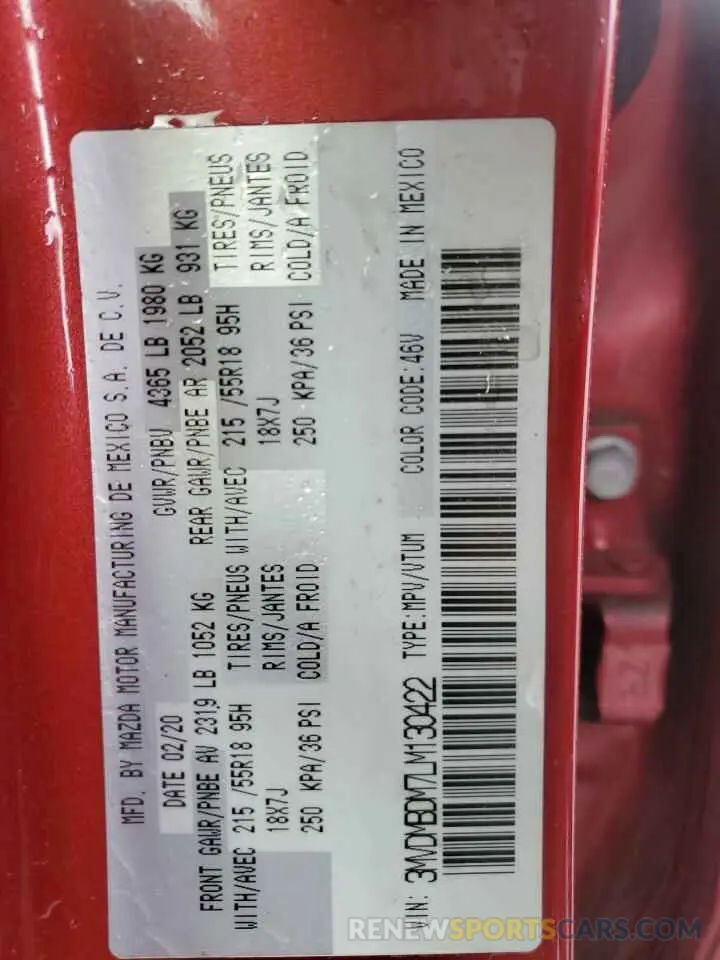 MFD. BY MAZDA MOTOR MANUFACTURING DE MEXICO S.A. DE C.V.
DATE 02/20 GVWR/PNBV 4365 LB 1980 KG
FRONT GAWR/PNBE AV 2319 LB 1052 KG REAR GAWR/PNBE AR 2052 LB 931 KG
WITH/AVEC 215 /55R18 95H TIRES/PNEUS WITH/AVEC 215 /55R18 95H TIRES/PNEUS
18X7J RIMS/JANTES 18X7J RIMS/JANTES
250 KPA/36 PSI COLD/A FROID 250 KPA/36 PSI COLD/A FROID
VIN: 3MVDMBDM7LM130422 TYPE:MPV/VTUM COLOR CODE:46V MADE IN MEXICO
RENEWSPORTSCARS.COM